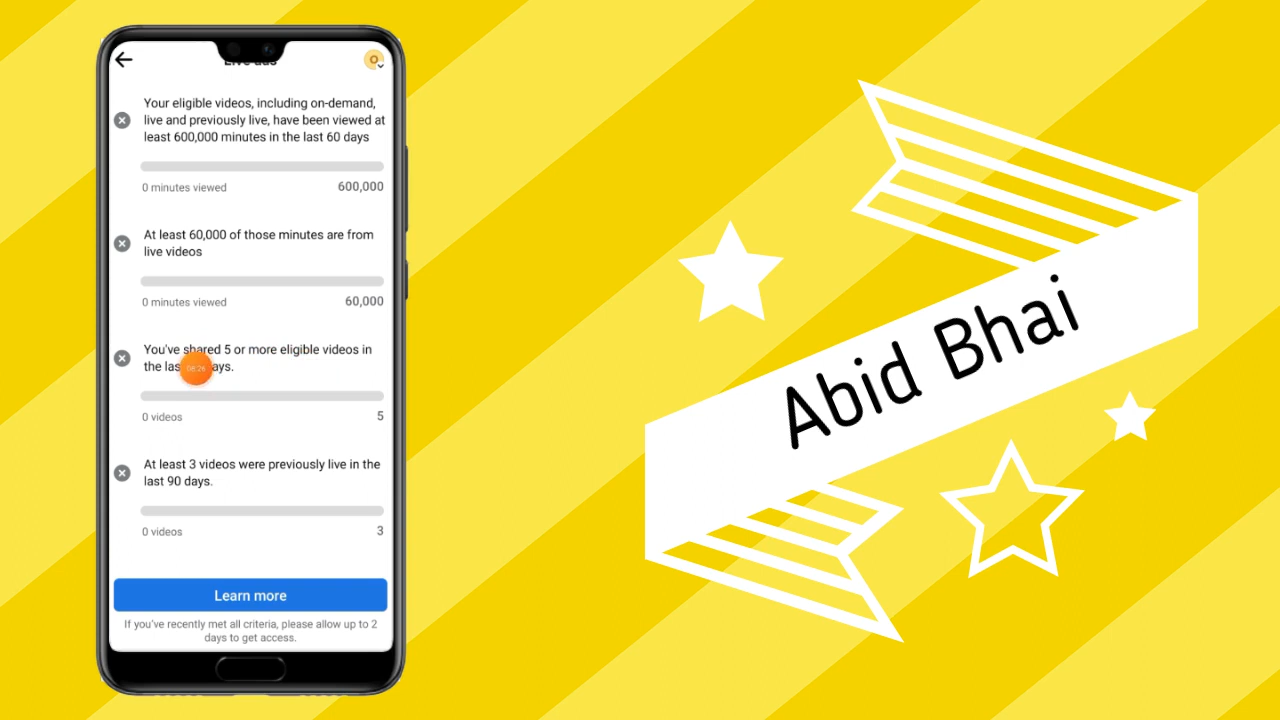 Live ads
O
Your eligible videos, including on-demand,
live and previously live, have been viewed at
least 600,000 minutes in the last 60 days
0 minutes viewed 600,000
At least 60,000 of those minutes are from
live videos
0 minutes viewed 60,000
You've shared 5 or more eligible videos in
the las ays.
08:26
0 videos 5
At least 3 videos were previously live in the
last 90 days.
0 videos 3
Learn more
If you've recently met all criteria, please allow up to 2
days to get access.
Abid Bhai